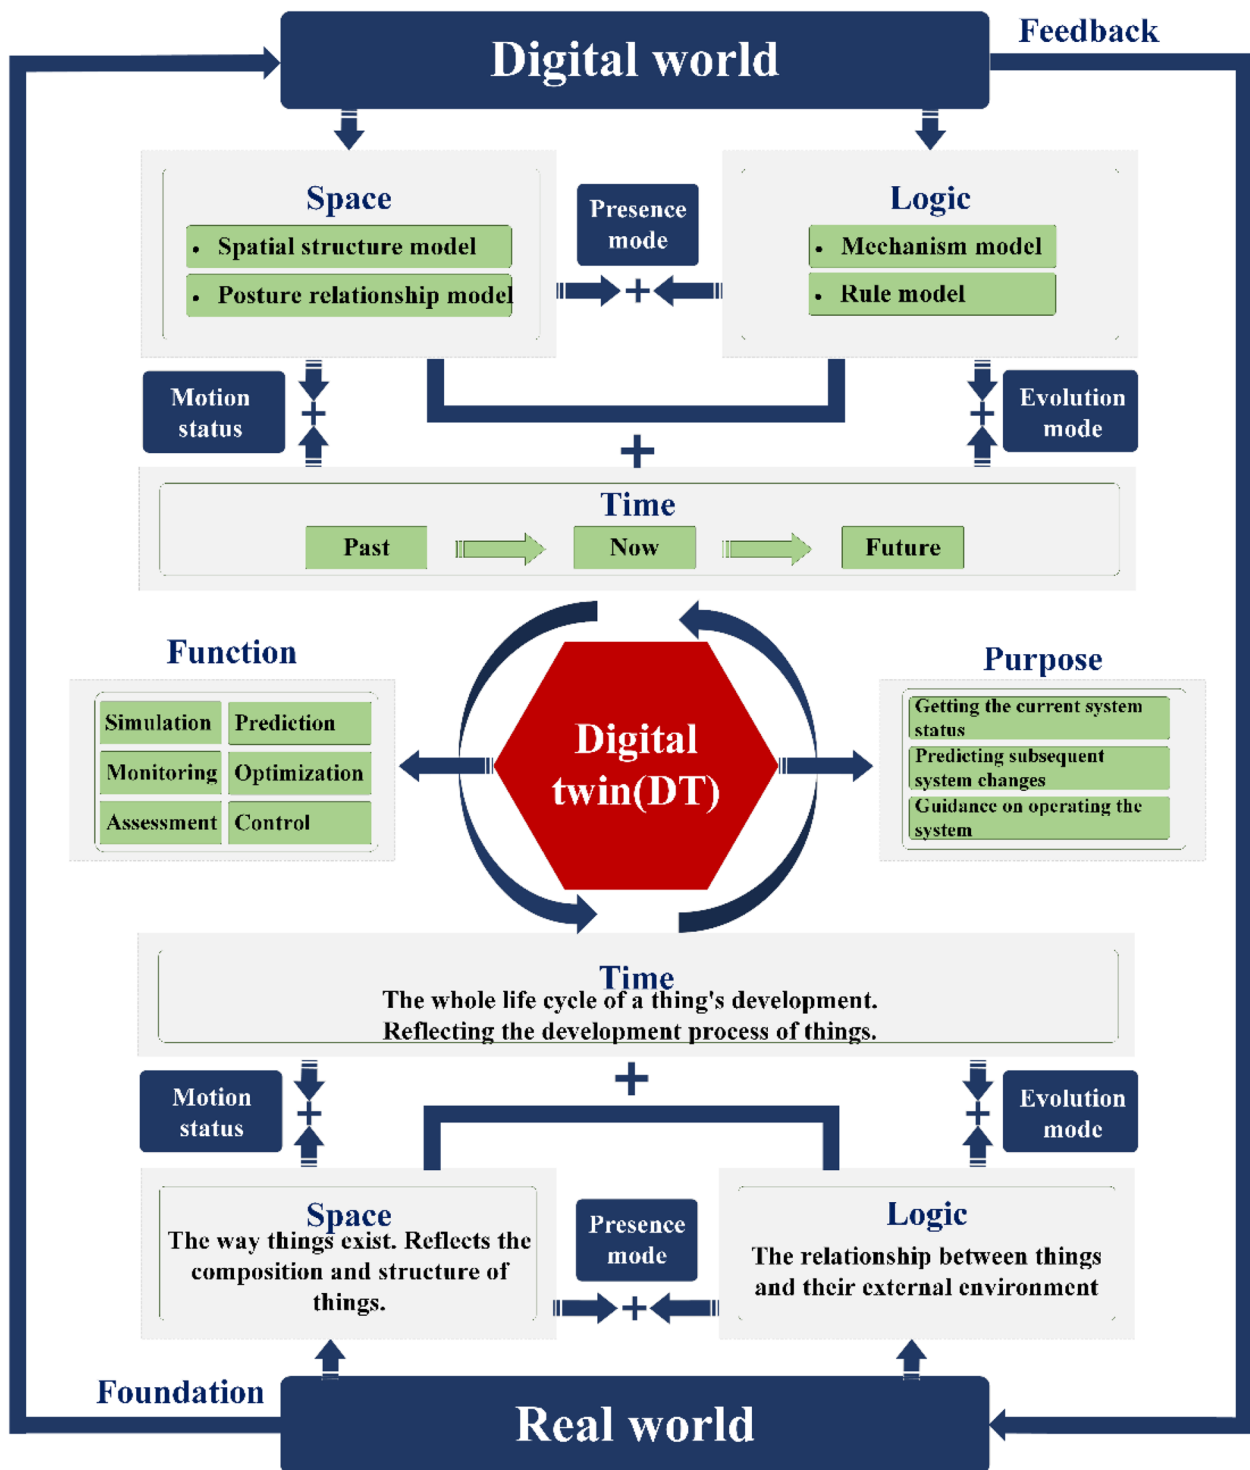 Feedback
Digital world
Space
• Spatial structure model
• Posture relationship model
Presence
mode
Logic
• Mechanism model
• Rule model
Motion
status
+
+
+
+
Evolution
mode
Time
Past
Now
Future
Function
Simulation
Prediction
Monitoring
Optimization
Assessment
Control
Digital
twin(DT)
Purpose
Getting the current system
status
Predicting subsequent
system changes
Guidance on operating the
system
Time
The whole life cycle of a thing's development.
Reflecting the development process of things.
Motion
status
+
+
+
Evolution
mode
Space
The way things exist. Reflects the
composition and structure of
things.
Presence
mode
+
Logic
The relationship between things
and their external environment
Foundation
Real world